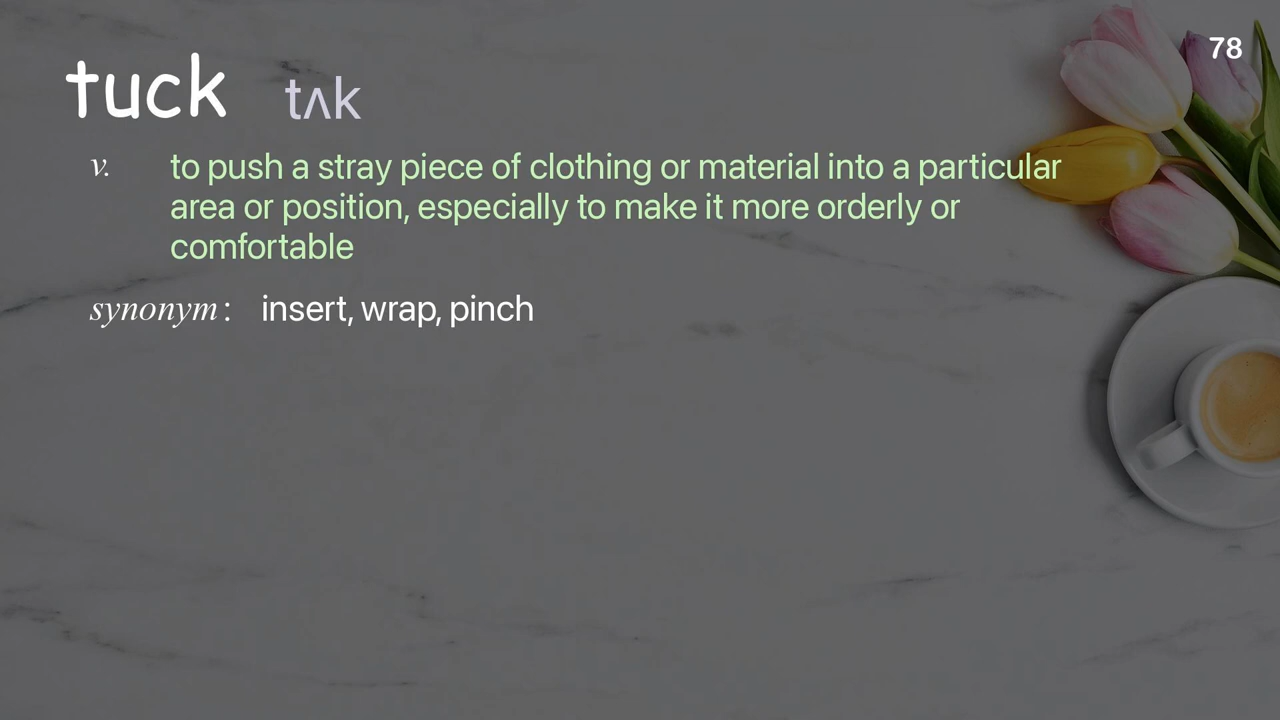 78
tuck tʌk
v. to push a stray piece of clothing or material into a particular
area or position, especially to make it more orderly or
comfortable
synonym: insert, wrap, pinch